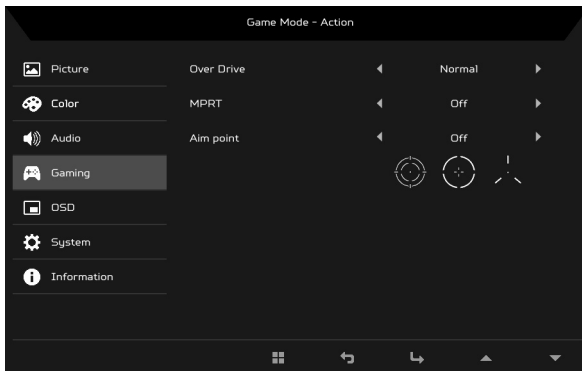 Game Mode - Action
Picture
Over Drive Normal
Color
MPRT Off
Audio
Aim point Off
Gaming
OSD
System
Information